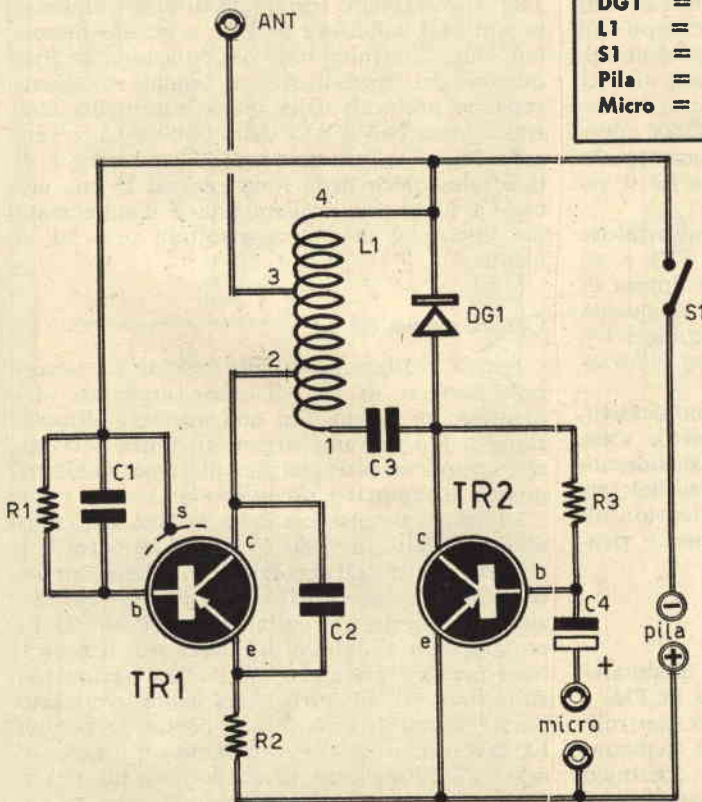 DG1 =
L1 =
S1 =
Pila =
Micro =
ANT
4
L1
3
DG1
S1
2
1
C3
R1
C1
s
TR2
R3
c
c
b
C2
b
C4
e
e
TR1
+
R2
micro
−
pila
+